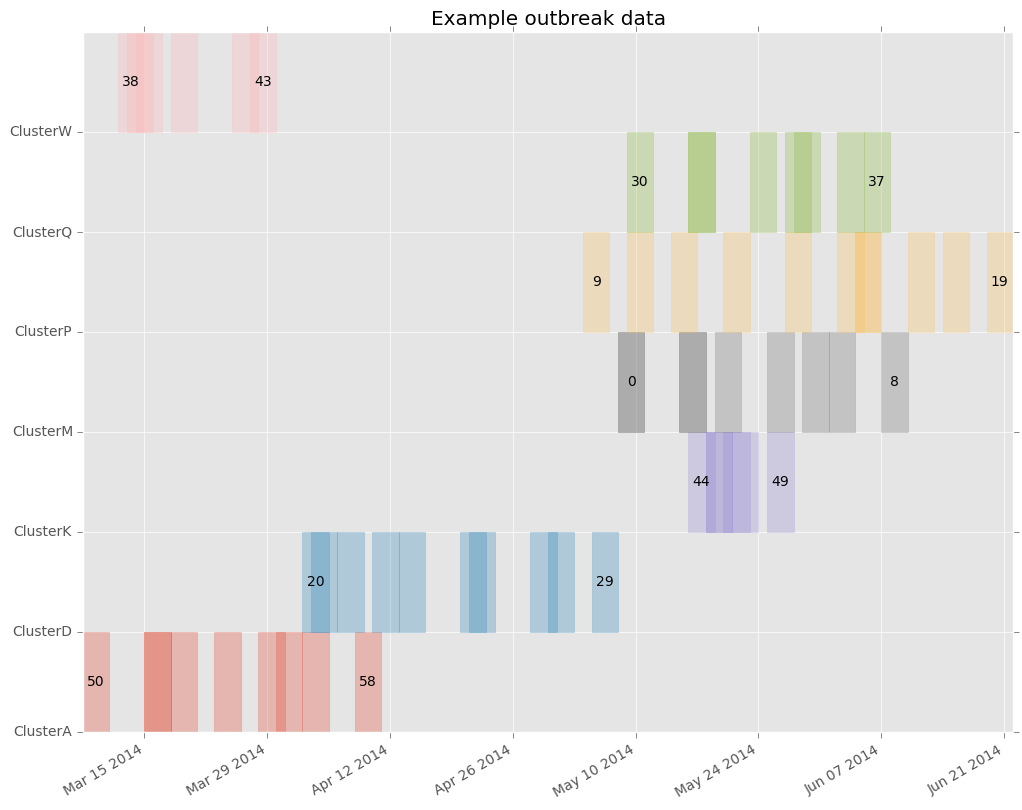 Example outbreak data
38 43
ClusterW
30 37
ClusterQ
9 19
ClusterP
0 8
ClusterM
44 49
ClusterK
20 29
ClusterD
50 58
ClusterA
Mar 15 2014 Mar 29 2014 Apr 12 2014 Apr 26 2014 May 10 2014 May 24 2014 Jun 07 2014 Jun 21 2014